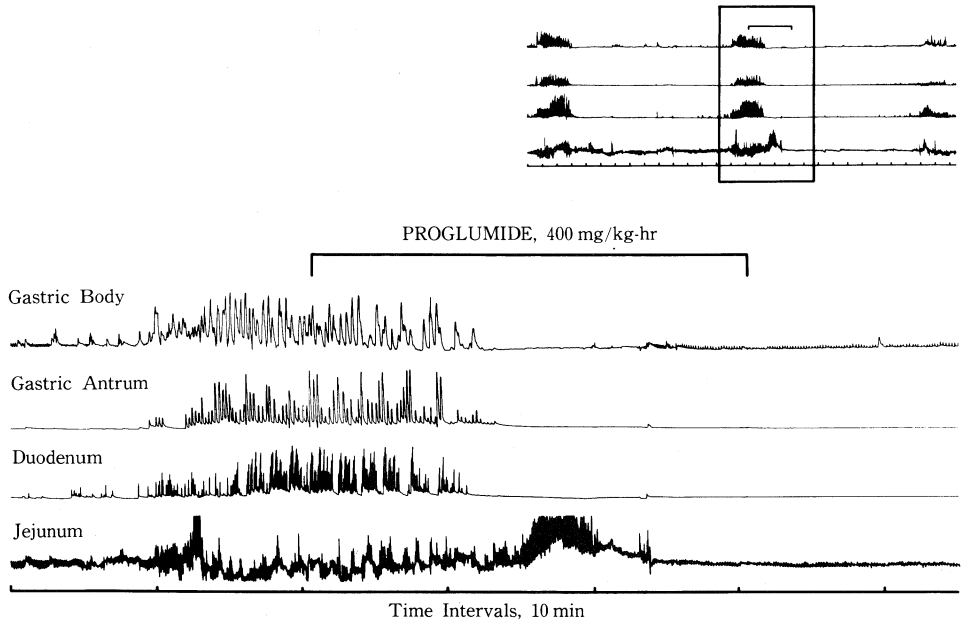 PROGLUMIDE, 400 mg/kg-hr
Gastric Body
Gastric Antrum
Duodenum
Jejunum
Time Intervals, 10 min